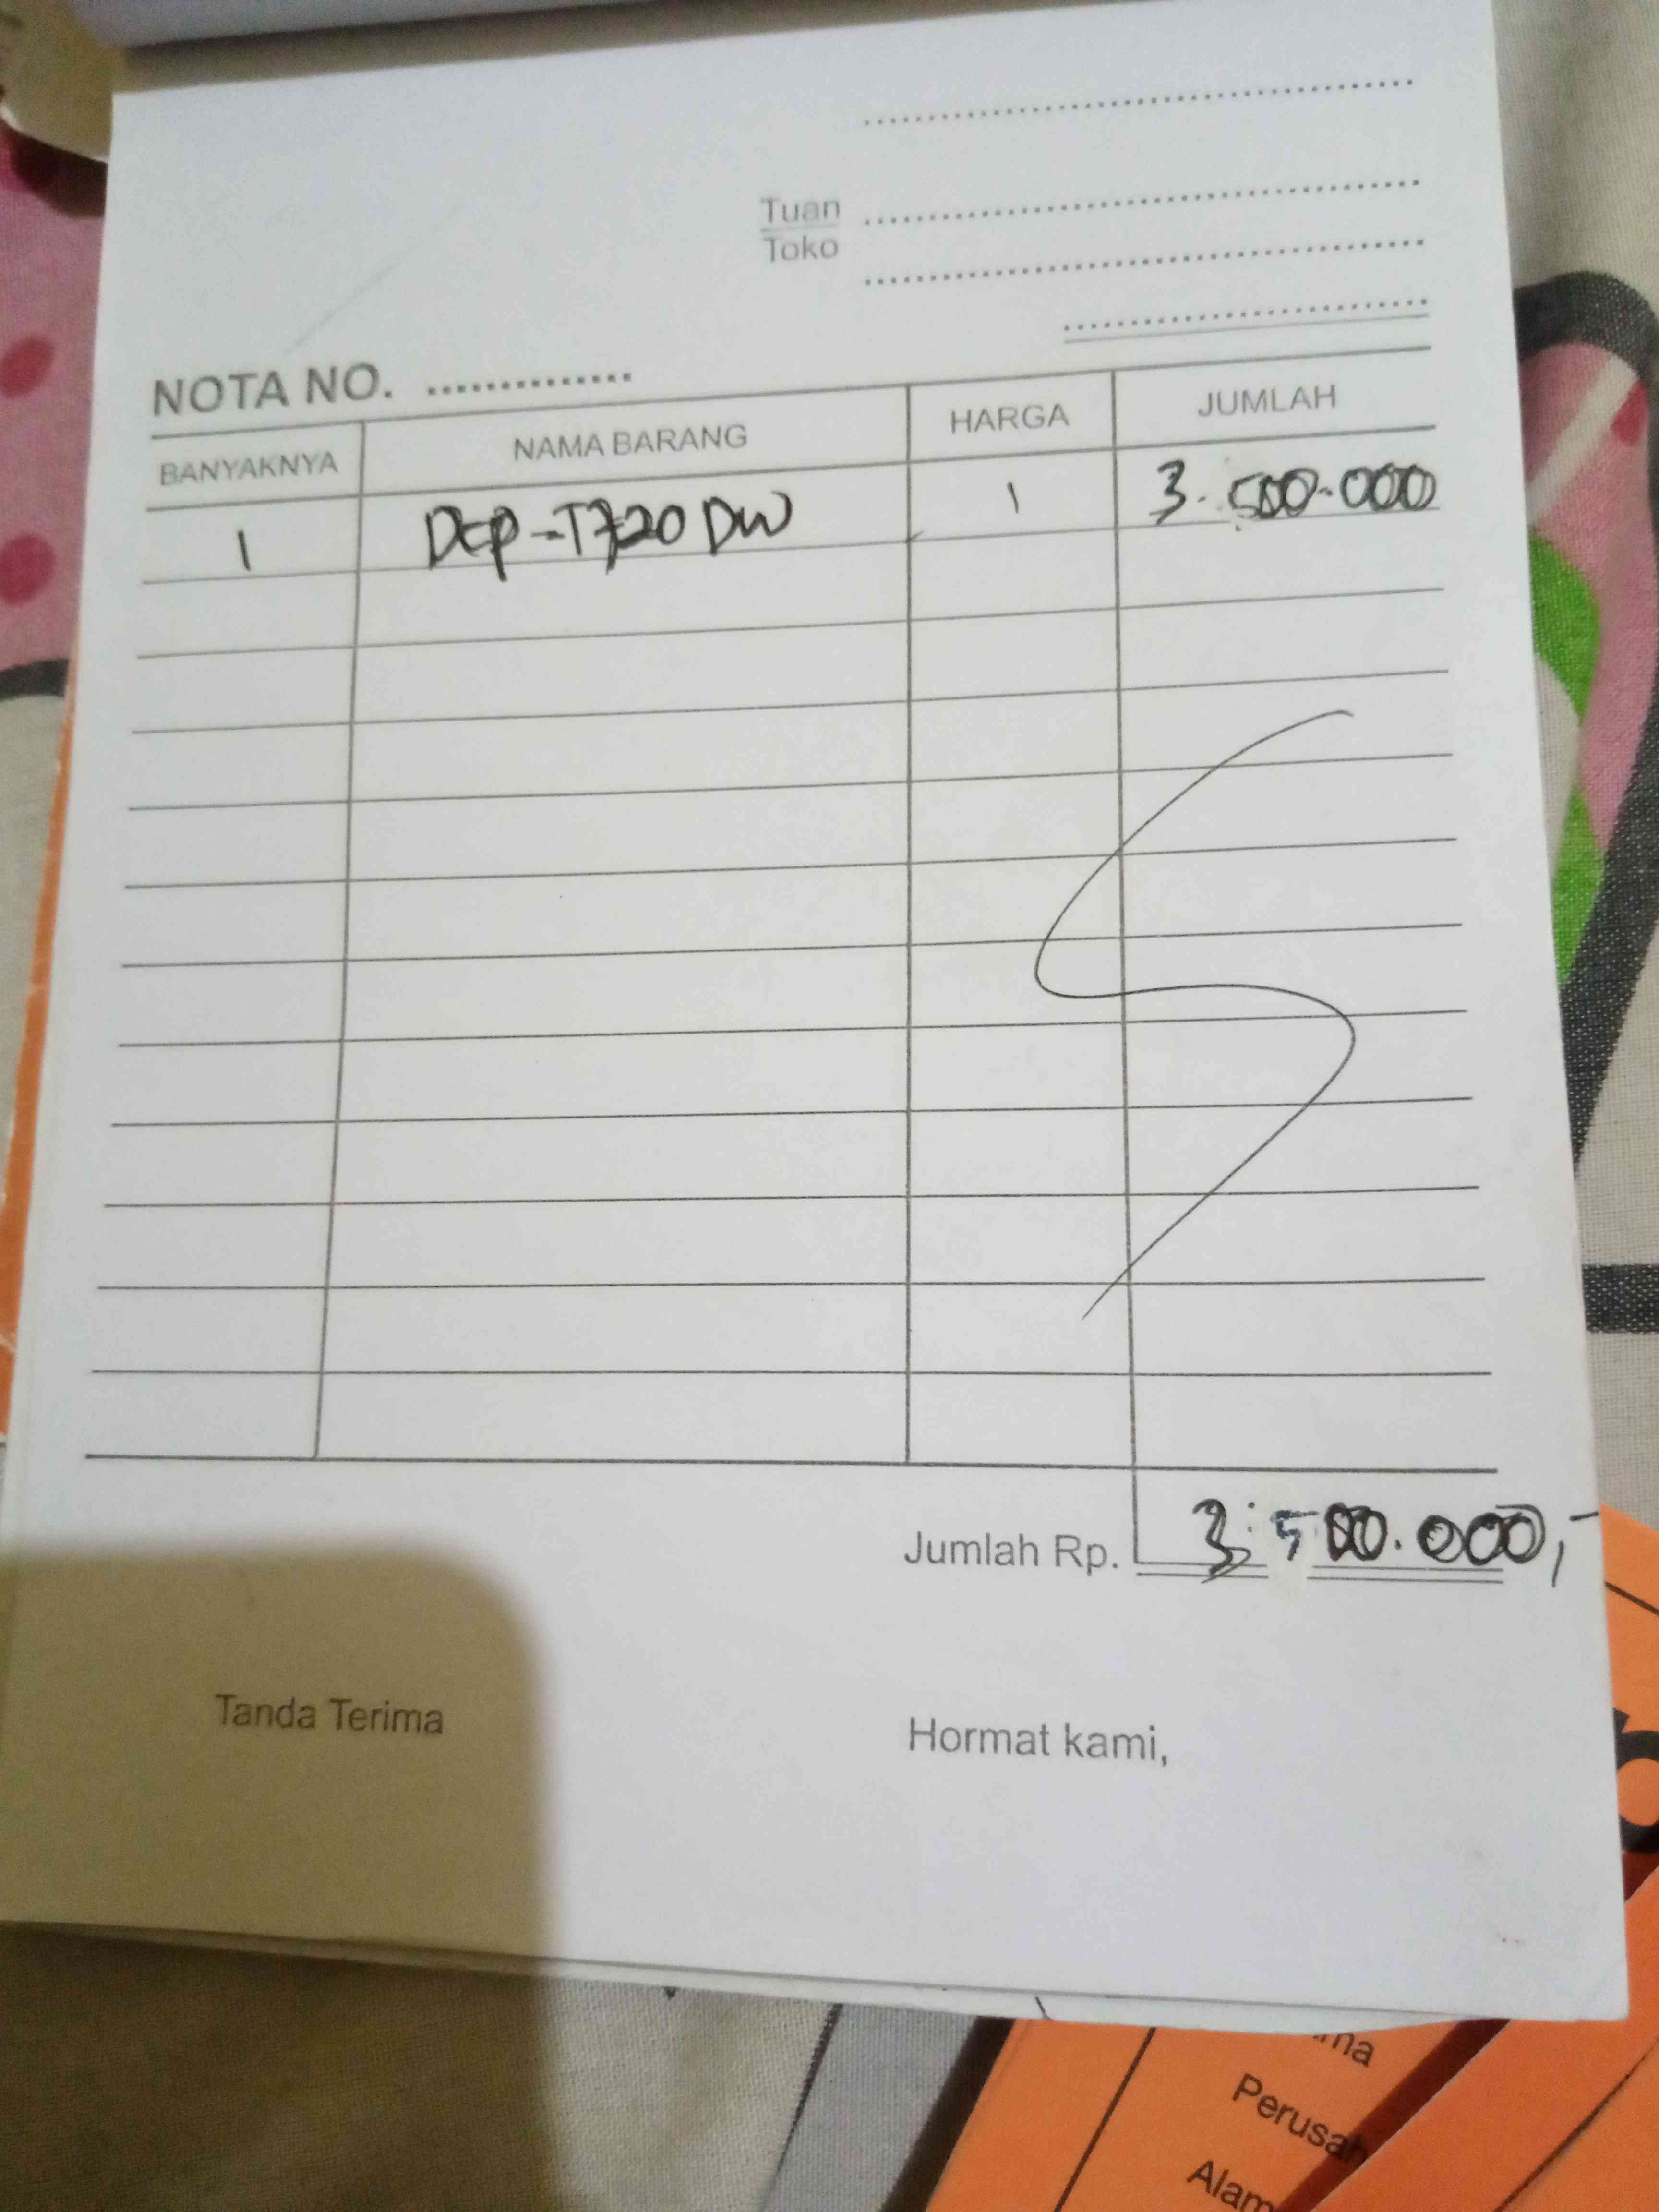 Tuan
Toko
NOTA NO. ..............
BANYAKNYA NAMA BARANG HARGA JUMLAH
1 DCP-T720 DW 1 3.500.000
Jumlah Rp. 3.500.000,-
Tanda Terima Hormat kami,
Perusah
Alam